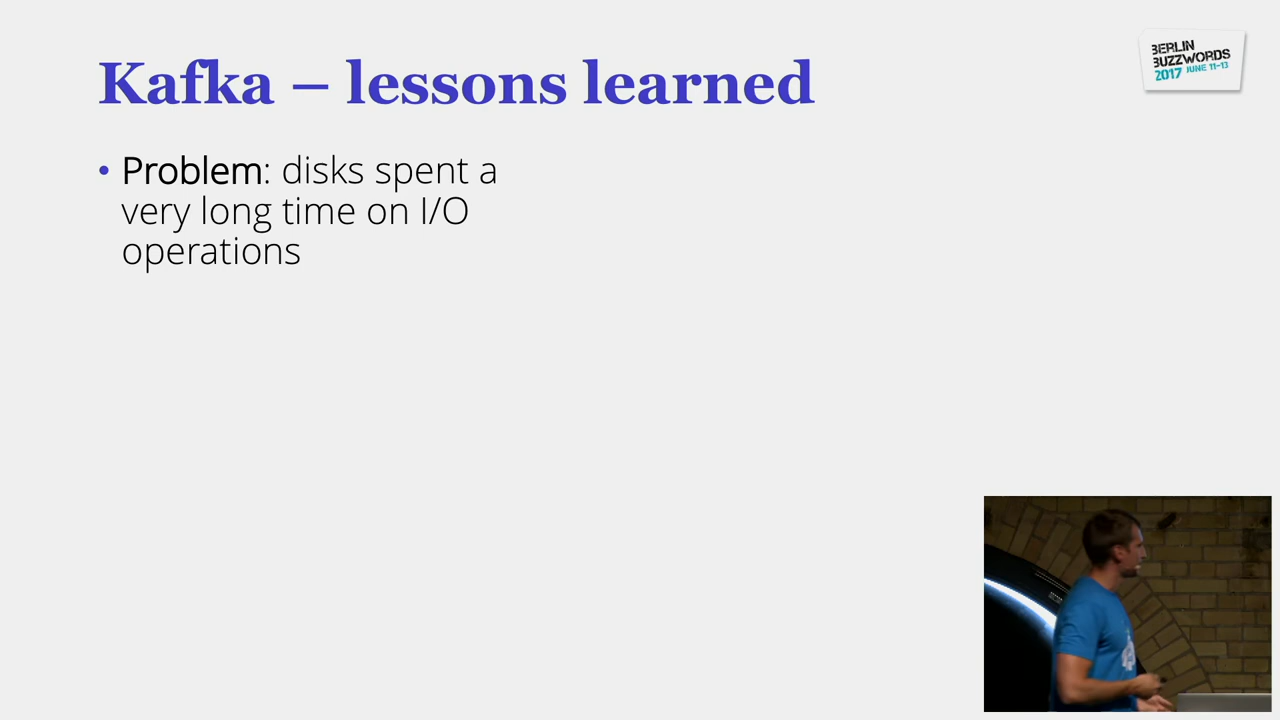 Kafka – lessons learned
• Problem: disks spent a
very long time on I/O
operations
BERLIN
BUZZWORDS
2017 JUNE 11-13